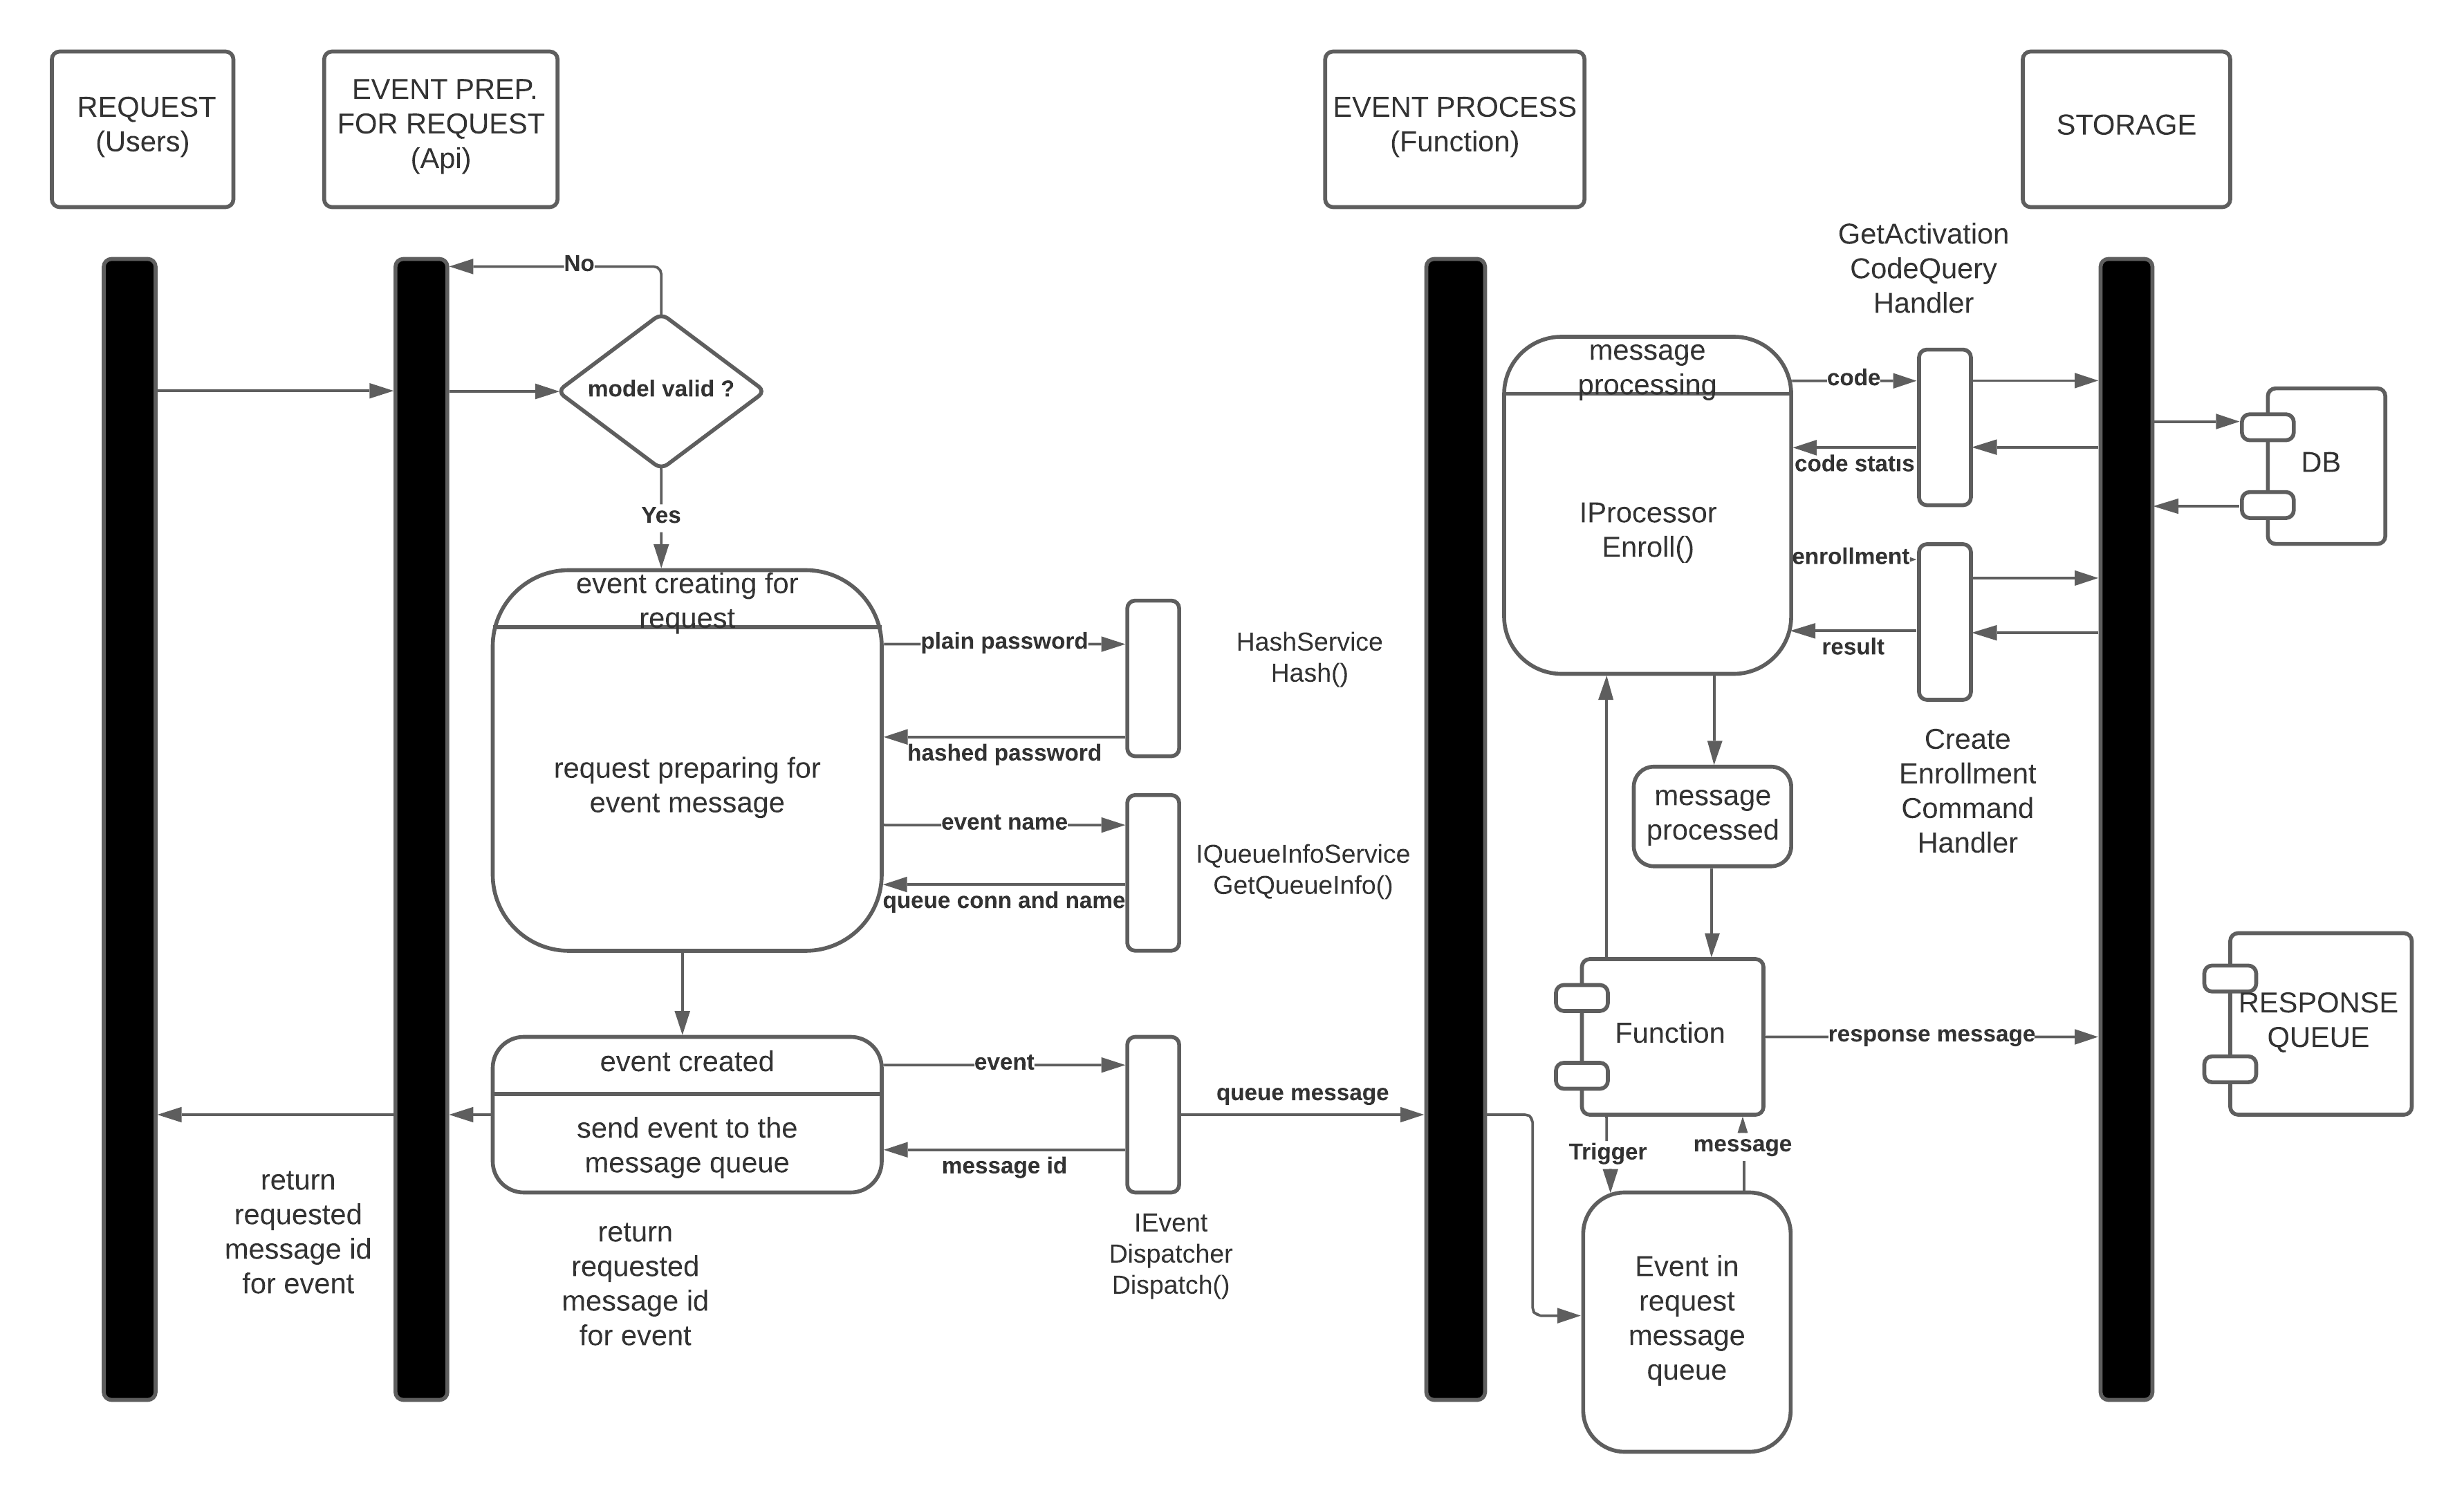 REQUEST
(Users)
EVENT PREP.
FOR REQUEST
(Api)
EVENT PROCESS
(Function)
STORAGE
No
model valid ?
Yes
event creating for
request
request preparing for
event message
plain password
hashed password
HashService
Hash()
event name
queue conn and name
IQueueInfoService
GetQueueInfo()
event created
send event to the
message queue
event
message id
IEvent
Dispatcher
Dispatch()
queue message
return
requested
message id
for event
return
requested
message id
for event
GetActivation
CodeQuery
Handler
message
processing
IProcessor
Enroll()
code
code statıs
enrollment
result
Create
Enrollment
Command
Handler
DB
message
processed
Function
response message
RESPONSE
QUEUE
Trigger
message
Event in
request
message
queue